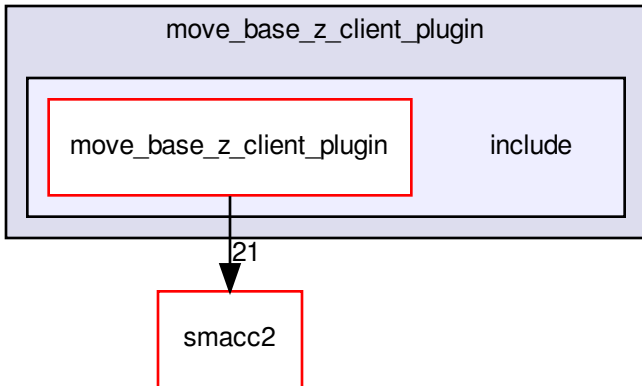 move_base_z_client_plugin
move_base_z_client_plugin
include
21
smacc2